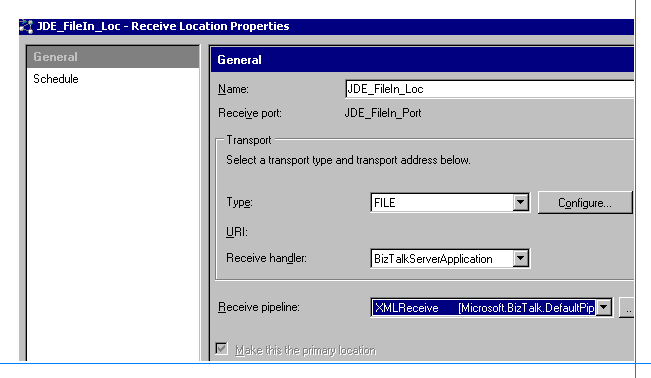 JDE_FileIn_Loc - Receive Location Properties
General
Schedule
General
Name: JDE_FileIn_Loc
Receive port: JDE_FileIn_Port
Transport
Select a transport type and transport address below.
Type: FILE Configure...
URI:
Receive handler: BizTalkServerApplication
Receive pipeline: XMLReceive [Microsoft.BizTalk.DefaultPip ..
Make this the primary location